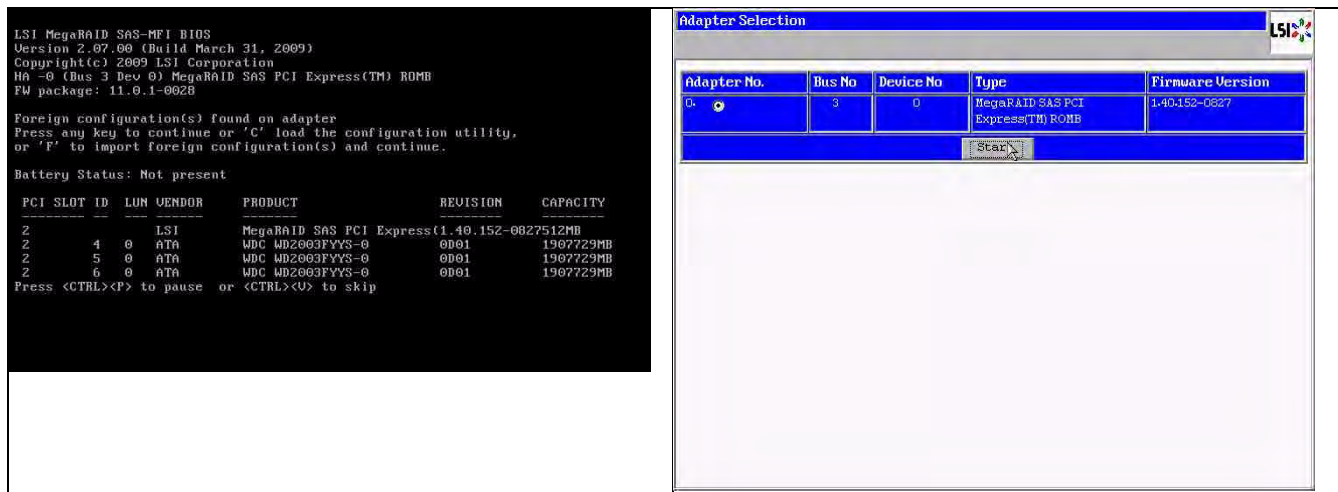 LSI MegaRAID SAS-MFI BIOS
Version 2.07.00 (Build March 31, 2009)
Copyright(c) 2009 LSI Corporation
HA -0 (Bus 3 Dev 0) MegaRAID SAS PCI Express(TM) ROMB
FW package: 11.0.1-0028
Foreign configuration(s) found on adapter
Press any key to continue or 'C' load the configuration utility,
or 'F' to import foreign configuration(s) and continue.
Battery Status: Not present
PCI SLOT ID LUN VENDOR PRODUCT REVISION CAPACITY
-------- -- --- ------ ------- -------- --------
2 LSI MegaRAID SAS PCI Express(1.40.152-0827512MB
2 4 0 ATA WDC WD2003FYYS-0 0D01 1907729MB
2 5 0 ATA WDC WD2003FYYS-0 0D01 1907729MB
2 6 0 ATA WDC WD2003FYYS-0 0D01 1907729MB
Press <CTRL><P> to pause or <CTRL><V> to skip
Adapter Selection
LSI
Adapter No. Bus No Device No Type Firmware Version
0. 3 0 MegaRAID SAS PCI 1.40.152-0827
Express(TM) ROMB
Start